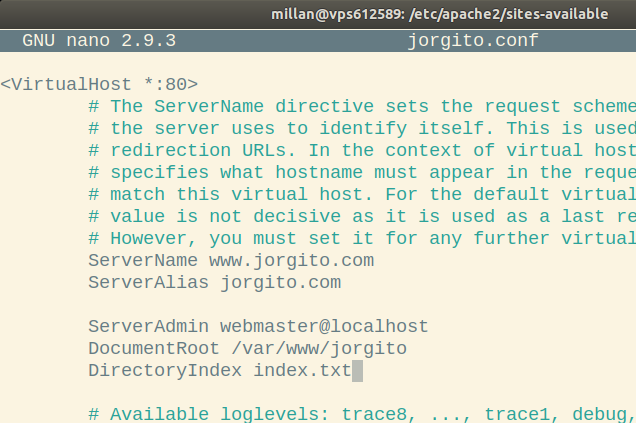 millan@vps612589: /etc/apache2/sites-available
GNU nano 2.9.3 jorgito.conf
<VirtualHost *:80>
# The ServerName directive sets the request scheme
# the server uses to identify itself. This is used
# redirection URLs. In the context of virtual host
# specifies what hostname must appear in the reque
# match this virtual host. For the default virtual
# value is not decisive as it is used as a last re
# However, you must set it for any further virtual
ServerName www.jorgito.com
ServerAlias jorgito.com
ServerAdmin webmaster@localhost
DocumentRoot /var/www/jorgito
DirectoryIndex index.txt
# Available loglevels: trace8, ..., trace1, debug,